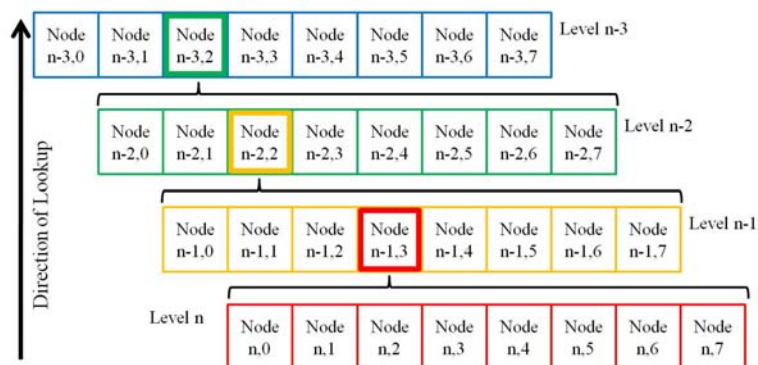 Node Node Node Node Node Node Node Node Level n-3
n-3,0 n-3,1 n-3,2 n-3,3 n-3,4 n-3,5 n-3,6 n-3,7
Node Node Node Node Node Node Node Node Level n-2
n-2,0 n-2,1 n-2,2 n-2,3 n-2,4 n-2,5 n-2,6 n-2,7
Node Node Node Node Node Node Node Node Level n-1
n-1,0 n-1,1 n-1,2 n-1,3 n-1,4 n-1,5 n-1,6 n-1,7
Level n Node Node Node Node Node Node Node Node
n,0 n,1 n,2 n,3 n,4 n,5 n,6 n,7
Direction of Lookup